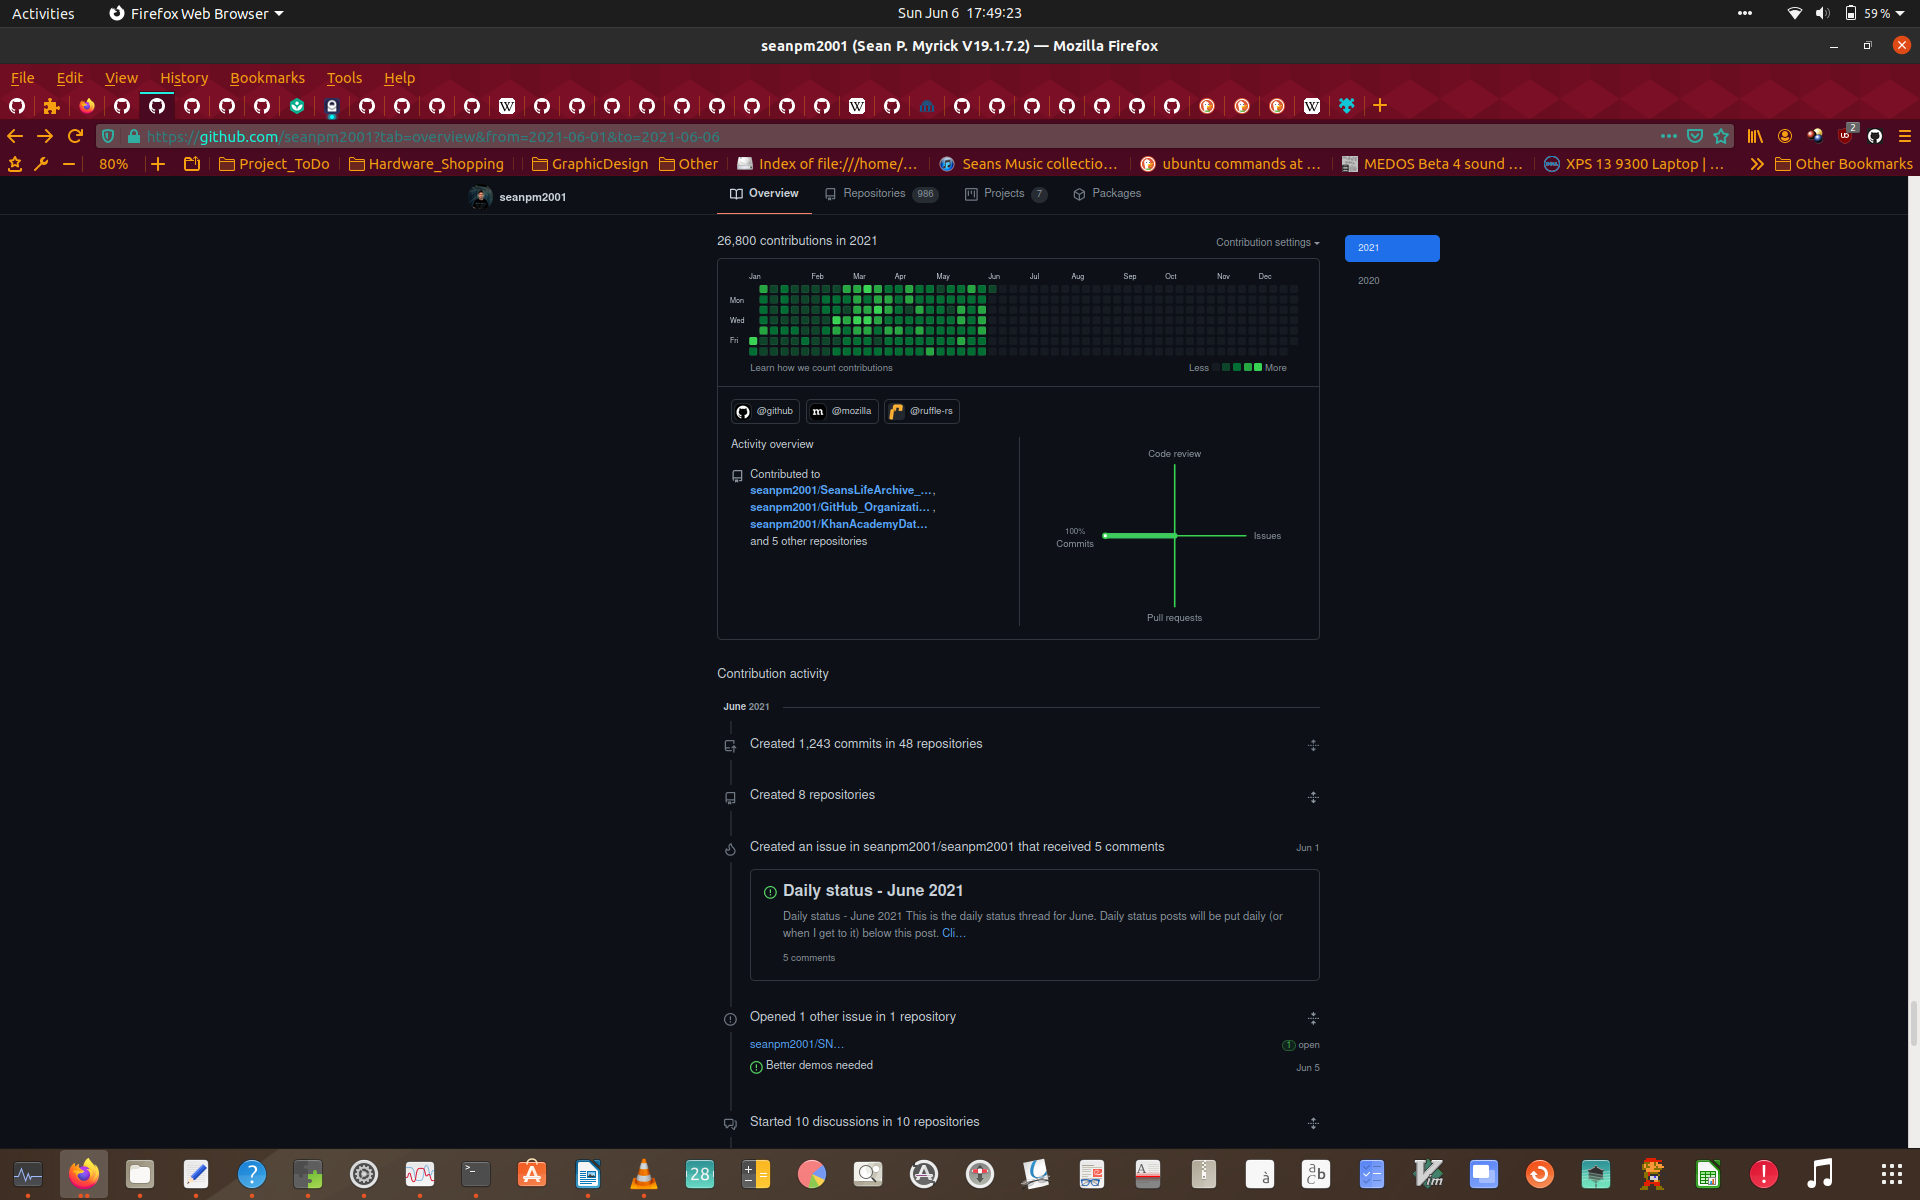 Activities
Firefox Web Browser
Sun Jun 6 17:49:23
59 %
seanpm2001 (Sean P. Myrick V19.1.7.2) — Mozilla Firefox
File Edit View History Bookmarks Tools Help
https://github.com/seanpm2001?tab=overview&from=2021-06-01&to=2021-06-06
2
80%
Project_ToDo
Hardware_Shopping
GraphicDesign
Other
Index of file:///home/...
Seans Music collectio...
ubuntu commands at ...
MEDOS Beta 4 sound ...
XPS 13 9300 Laptop | ...
Other Bookmarks
seanpm2001
Overview
Repositories 986
Projects 7
Packages
26,800 contributions in 2021
Contribution settings
2021
2020
Jan Feb Mar Apr May Jun Jul Aug Sep Oct Nov Dec
Mon
Wed
Fri
Learn how we count contributions
Less More
@github
@mozilla
@ruffle-rs
Activity overview
Contributed to
seanpm2001/SeansLifeArchive_...,
seanpm2001/GitHub_Organizati... ,
seanpm2001/KhanAcademyDat...
and 5 other repositories
Code review
100%
Commits
Issues
Pull requests
Contribution activity
June 2021
Created 1,243 commits in 48 repositories
Created 8 repositories
Created an issue in seanpm2001/seanpm2001 that received 5 comments
Jun 1
Daily status - June 2021
Daily status - June 2021 This is the daily status thread for June. Daily status posts will be put daily (or
when I get to it) below this post. Cli...
5 comments
Opened 1 other issue in 1 repository
seanpm2001/SN...
1 open
Better demos needed
Jun 5
Started 10 discussions in 10 repositories
28